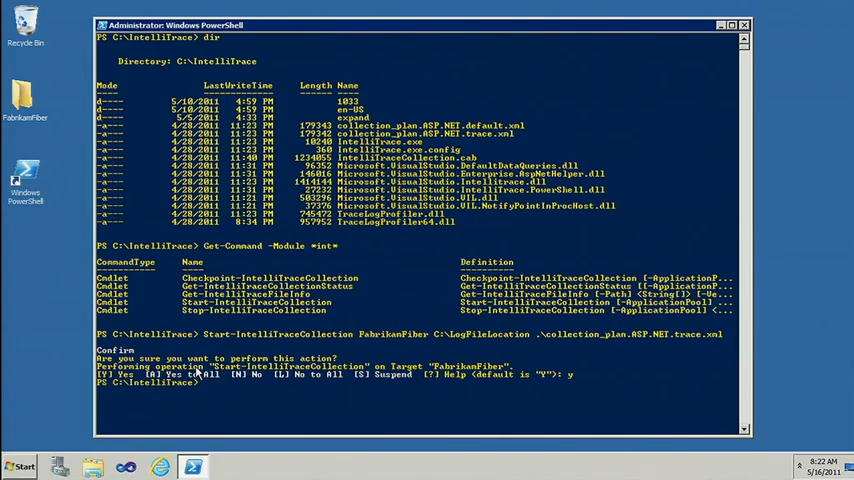 Recycle Bin
FabrikamFiber
Windows
PowerShell
Administrator: Windows PowerShell
PS C:\IntelliTrace> dir
Directory: C:\IntelliTrace
Mode LastWriteTime Length Name
d---- 5/10/2011 4:59 PM 1033
d---- 5/10/2011 4:59 PM en-US
d---- 5/5/2011 4:33 PM expand
-a--- 4/28/2011 11:23 PM 179343 collection_plan.ASP.NET.default.xml
-a--- 4/28/2011 11:23 PM 179342 collection_plan.ASP.NET.trace.xml
-a--- 4/28/2011 11:23 PM 10240 IntelliTrace.exe
-a--- 4/28/2011 11:23 PM 360 IntelliTrace.exe.config
-a--- 4/28/2011 11:40 PM 1234055 IntelliTraceCollection.cab
-a--- 4/28/2011 11:31 PM 96352 Microsoft.VisualStudio.DefaultDataQueries.dll
-a--- 4/28/2011 11:31 PM 146016 Microsoft.VisualStudio.Enterprise.AspNetHelper.dll
-a--- 4/28/2011 11:23 PM 1414144 Microsoft.VisualStudio.Intellitrace.dll
-a--- 4/28/2011 11:31 PM 27232 Microsoft.VisualStudio.IntelliTrace.PowerShell.dll
-a--- 4/28/2011 11:21 PM 503296 Microsoft.VisualStudio.VIL.dll
-a--- 4/28/2011 11:21 PM 37376 Microsoft.VisualStudio.VIL.NotifyPointInProcHost.dll
-a--- 4/28/2011 11:23 PM 745472 TraceLogProfiler.dll
-a--- 4/28/2011 8:34 PM 957952 TraceLogProfiler64.dll
PS C:\IntelliTrace> Get-Command -Module *int*
CommandType Name Definition
Cmdlet Checkpoint-IntelliTraceCollection Checkpoint-IntelliTraceCollection [-ApplicationP...
Cmdlet Get-IntelliTraceCollectionStatus Get-IntelliTraceCollectionStatus [[-ApplicationP...
Cmdlet Get-IntelliTraceFileInfo Get-IntelliTraceFileInfo [-Path] <String[]> [-Ve...
Cmdlet Start-IntelliTraceCollection Start-IntelliTraceCollection [-ApplicationPool] ...
Cmdlet Stop-IntelliTraceCollection Stop-IntelliTraceCollection [-ApplicationPool] <...
PS C:\IntelliTrace> Start-IntelliTraceCollection FabrikamFiber C:\LogFileLocation .\collection_plan.ASP.NET.trace.xml
Confirm
Are you sure you want to perform this action?
Performing operation "Start-IntelliTraceCollection" on Target "FabrikamFiber".
[Y] Yes [A] Yes to All [N] No [L] No to All [S] Suspend [?] Help (default is "Y"): y
PS C:\IntelliTrace>
Start
8:22 AM
5/16/2011